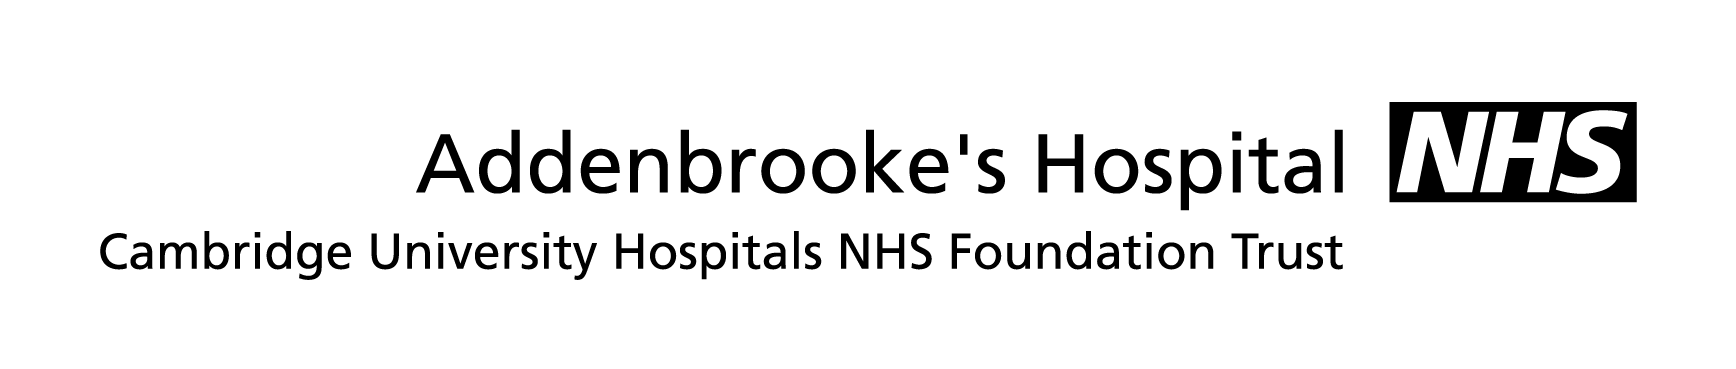 Addenbrooke's Hospital NHS
Cambridge University Hospitals NHS Foundation Trust